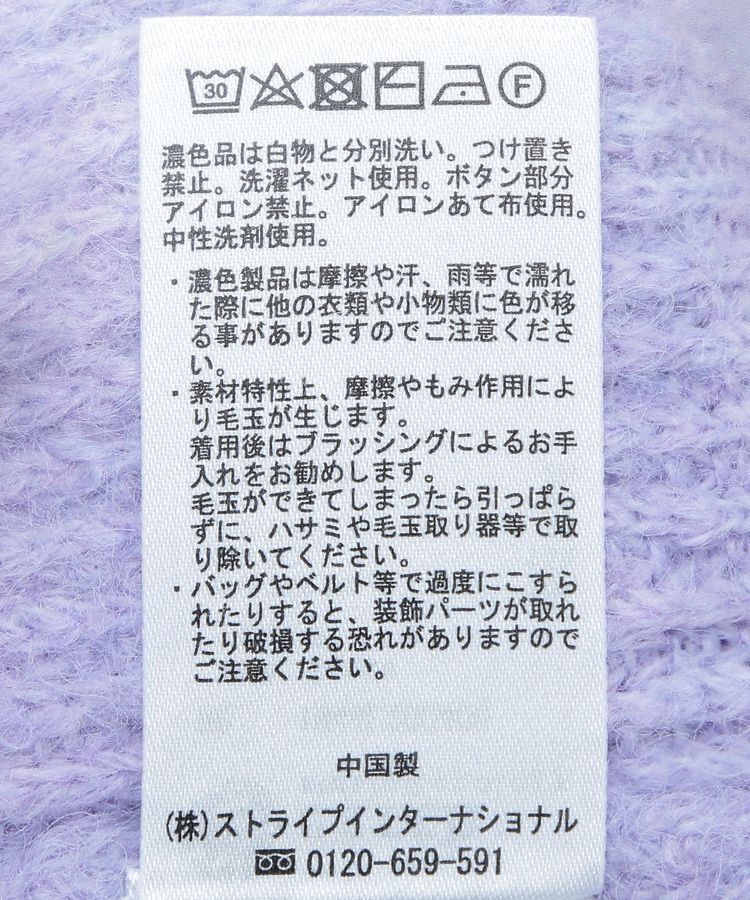 30 F
濃色品は白物と分別洗い。つけ置き
禁止。洗濯ネット使用。ボタン部分
アイロン禁止。アイロンあて布使用。
中性洗剤使用。
・濃色製品は摩擦や汗、雨等で濡れ
た際に他の衣類や小物類に色が移
る事がありますのでご注意くださ
い。
・素材特性上、摩擦やもみ作用によ
り毛玉が生じます。
着用後はブラッシングによるお手
入れをお勧めします。
毛玉ができてしまったら引っぱら
ずに、ハサミや毛玉取り器等で取
り除いてください。
・バッグやベルト等で過度にこすら
れたりすると、装飾パーツが取れ
たり破損する恐れがありますので
ご注意ください。
中国製
(株)ストライプインターナショナル
0120-659-591